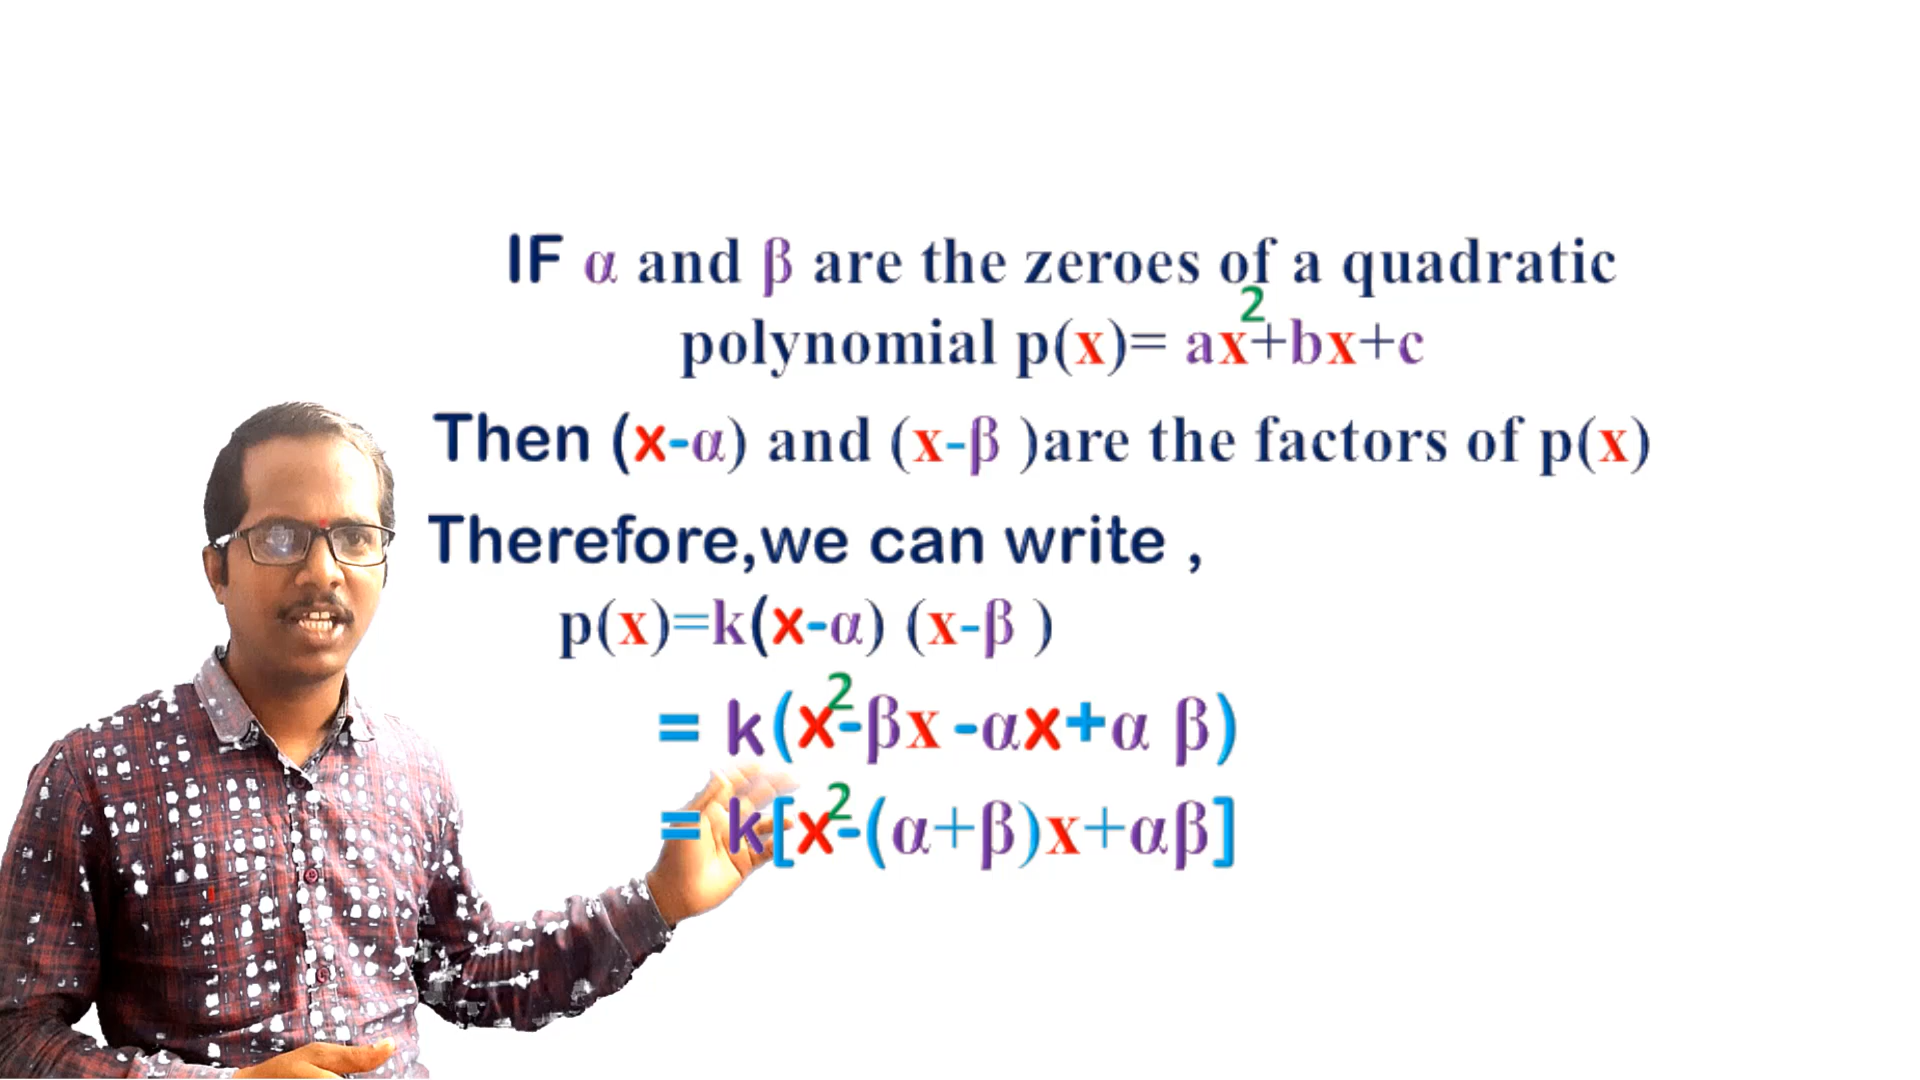 IF α and β are the zeroes of a quadratic
polynomial p(x)= ax²+bx+c
Then (x-α) and (x-β )are the factors of p(x)
Therefore,we can write ,
p(x)=k(x-α) (x-β )
= k(x²-βx -αx+α β)
= k[x²-(α+β)x+αβ]